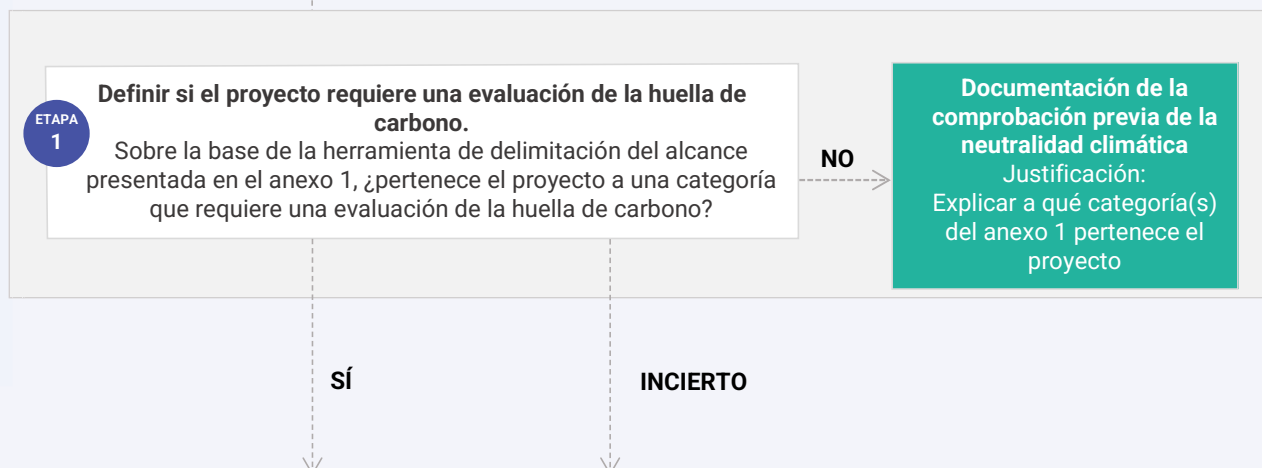 ETAPA
1
Definir si el proyecto requiere una evaluación de la huella de
carbono.
Sobre la base de la herramienta de delimitación del alcance
presentada en el anexo 1, ¿pertenece el proyecto a una categoría
que requiere una evaluación de la huella de carbono?
NO
Documentación de la
comprobación previa de la
neutralidad climática
Justificación:
Explicar a qué categoría(s)
del anexo 1 pertenece el
proyecto
SÍ
INCIERTO